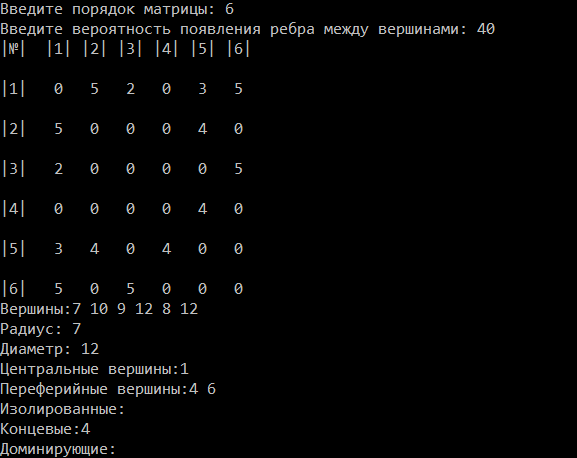 Введите порядок матрицы: 6
Введите вероятность появления ребра между вершинами: 40
|№| |1| |2| |3| |4| |5| |6|
|1| 0 5 2 0 3 5
|2| 5 0 0 0 4 0
|3| 2 0 0 0 0 5
|4| 0 0 0 0 4 0
|5| 3 4 0 4 0 0
|6| 5 0 5 0 0 0
Вершины:7 10 9 12 8 12
Радиус: 7
Диаметр: 12
Центральные вершины:1
Переферийные вершины:4 6
Изолированные:
Концевые:4
Доминирующие: